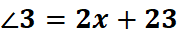 ∠3 = 2x + 23